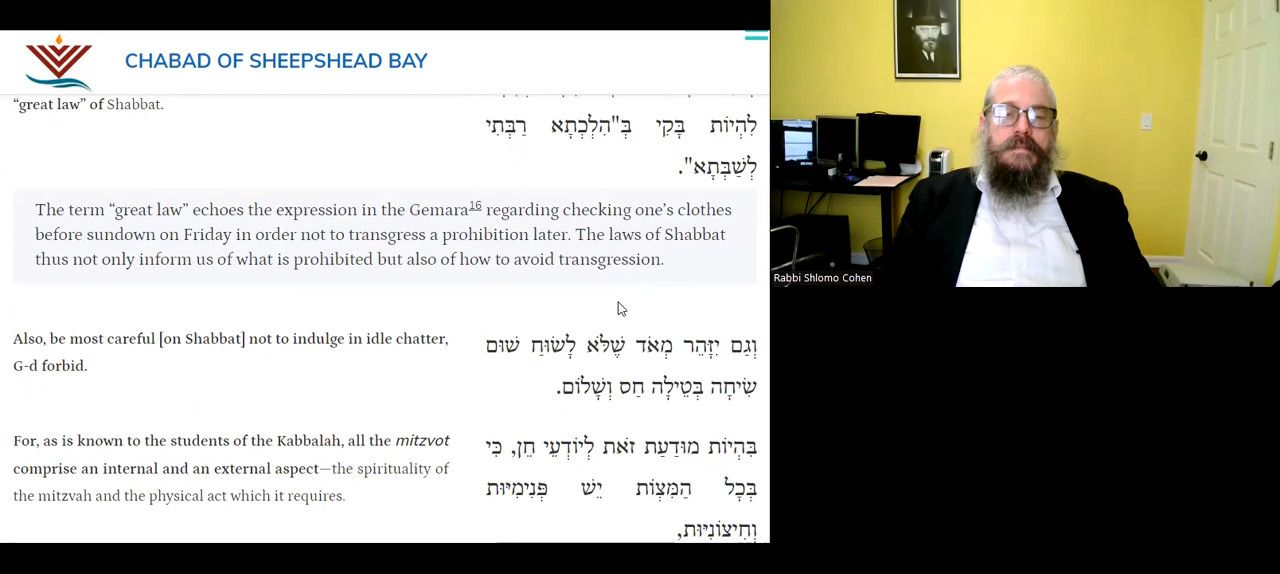 CHABAD OF SHEEPSHEAD BAY
“great law” of Shabbat.
לִהְיוֹת בָּקִי בְּ"הִלְכְתָא רַבְּתִי
לְשַׁבְּתָא".
The term “great law” echoes the expression in the Gemara16 regarding checking one’s clothes
before sundown on Friday in order not to transgress a prohibition later. The laws of Shabbat
thus not only inform us of what is prohibited but also of how to avoid transgression.
Also, be most careful [on Shabbat] not to indulge in idle chatter,
G-d forbid.
וְגַם יִזָּהֵר מְאֹד שֶׁלֹּא לָשׂוּחַ שׁוּם
שִׂיחָה בְּטֵילָה חַס וְשָׁלוֹם.
For, as is known to the students of the Kabbalah, all the mitzvot
comprise an internal and an external aspect—the spirituality of
the mitzvah and the physical act which it requires.
בִּהְיוֹת מוּדַעַת זֹאת לְיוֹדְעֵי חֵן, כִּי
בְּכָל הַמִּצְוֹת יֵשׁ פְּנִימִיּוּת
וְחִיצוֹנִיּוּת,
Rabbi Shlomo Cohen